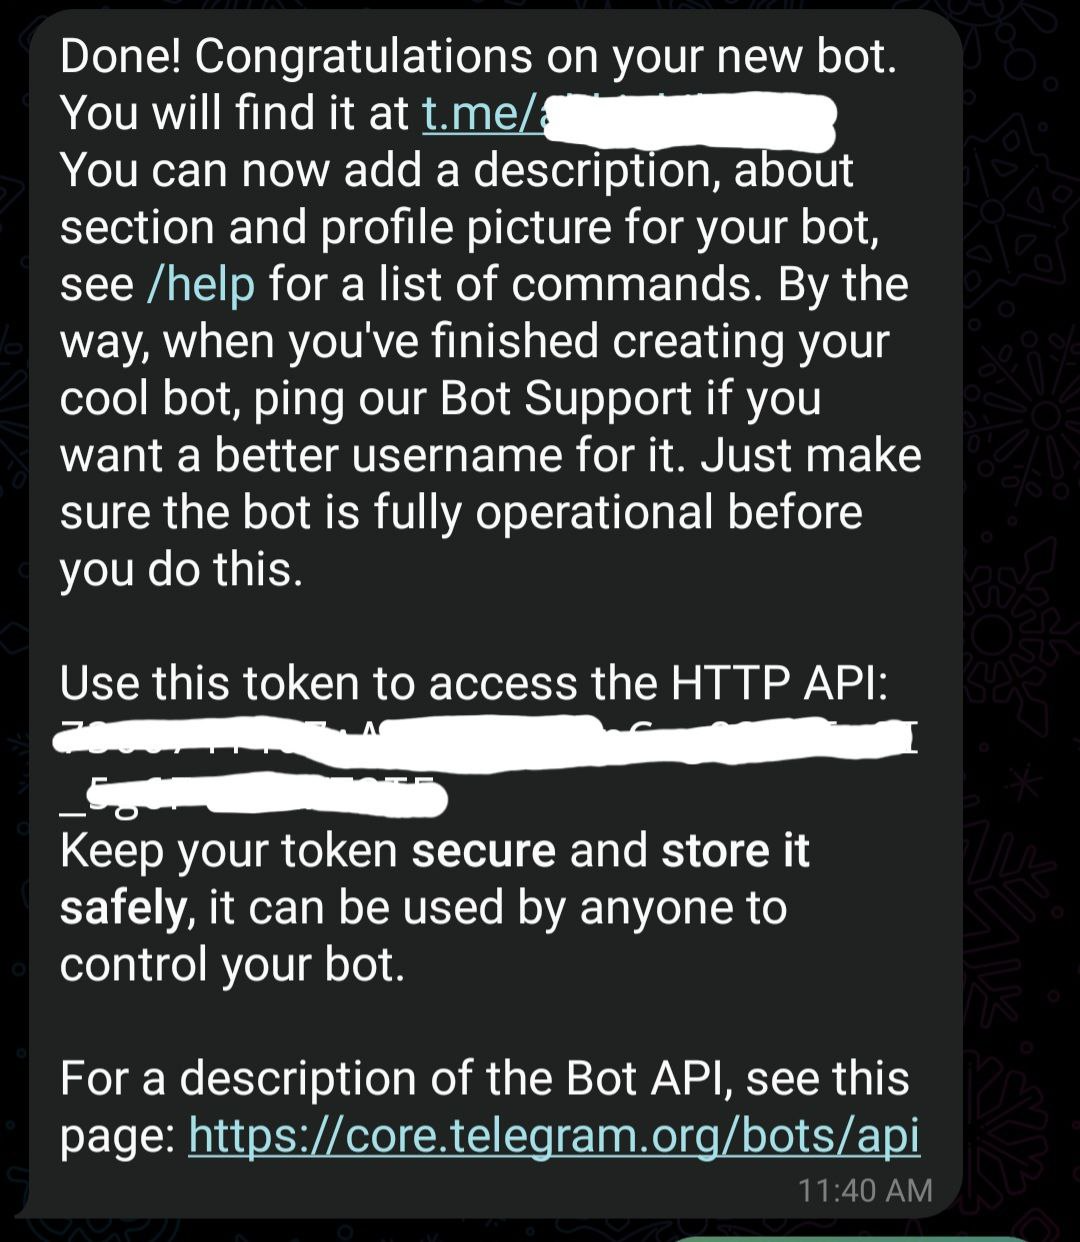 Done! Congratulations on your new bot.
You will find it at t.me/
You can now add a description, about
section and profile picture for your bot,
see /help for a list of commands. By the
way, when you've finished creating your
cool bot, ping our Bot Support if you
want a better username for it. Just make
sure the bot is fully operational before
you do this.
Use this token to access the HTTP API:
Keep your token secure and store it
safely, it can be used by anyone to
control your bot.
For a description of the Bot API, see this
page: https://core.telegram.org/bots/api
11:40 AM